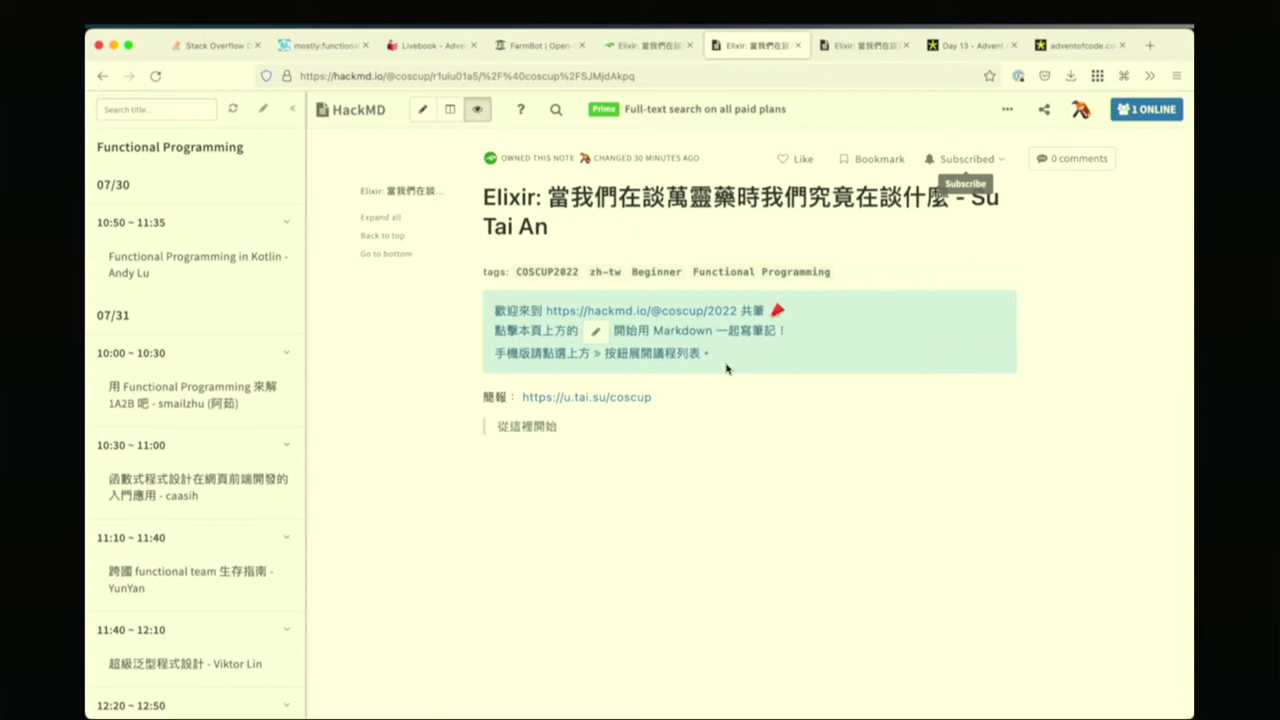 Stack Overflow D
mostly:functional
Livebook - Adve
FarmBot | Open-
Elixir: 當我們在談
Elixir: 當我們在談
Elixir: 當我們在談
Day 13 - Advent
adventofcode.co
https://hackmd.io/@coscup/r1uiu01a5/%2F%40coscup%2FSJMjdAkpq
Search title...
HackMD
?
Prime Full-text search on all paid plans
1 ONLINE
Functional Programming
07/30
10:50 ~ 11:35
Functional Programming in Kotlin -
Andy Lu
07/31
10:00 ~ 10:30
用 Functional Programming 來解
1A2B 吧 - smailzhu (阿茹)
10:30 ~ 11:00
函數式程式設計在網頁前端開發的
入門應用 - caasih
11:10 ~ 11:40
跨國 functional team 生存指南 -
YunYan
11:40 ~ 12:10
超級泛型程式設計 - Viktor Lin
12:20 ~ 12:50
Elixir: 當我們在談...
Expand all
Back to top
Go to bottom
OWNED THIS NOTE CHANGED 30 MINUTES AGO
Like
Bookmark
Subscribed
0 comments
Subscribe
Elixir: 當我們在談萬靈藥時我們究竟在談什麼 - Su
Tai An
tags: COSCUP2022 zh-tw Beginner Functional Programming
歡迎來到 https://hackmd.io/@coscup/2022 共筆
點擊本頁上方的 開始用 Markdown 一起寫筆記！
手機版請點選上方 » 按鈕展開議程列表。
簡報： https://u.tai.su/coscup
從這裡開始